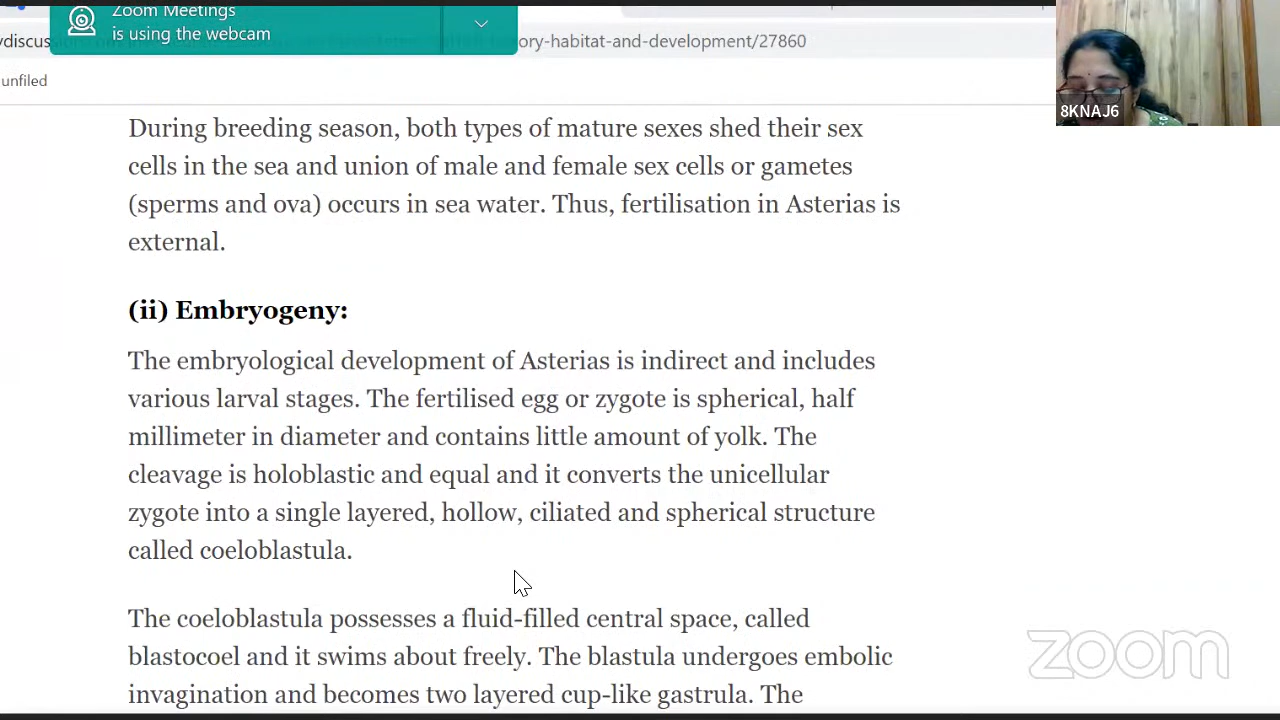 Zoom Meetings
is using the webcam
ory-habitat-and-development/27860
unfiled
8KNAJ6
During breeding season, both types of mature sexes shed their sex
cells in the sea and union of male and female sex cells or gametes
(sperms and ova) occurs in sea water. Thus, fertilisation in Asterias is
external.
(ii) Embryogeny:
The embryological development of Asterias is indirect and includes
various larval stages. The fertilised egg or zygote is spherical, half
millimeter in diameter and contains little amount of yolk. The
cleavage is holoblastic and equal and it converts the unicellular
zygote into a single layered, hollow, ciliated and spherical structure
called coeloblastula.
The coeloblastula possesses a fluid-filled central space, called
blastocoel and it swims about freely. The blastula undergoes embolic
invagination and becomes two layered cup-like gastrula. The
zoom